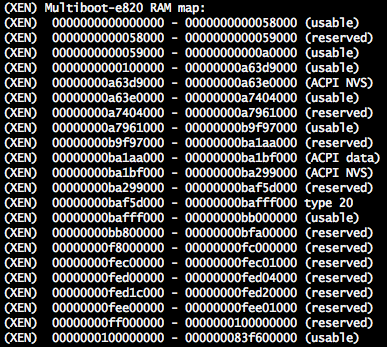 (XEN) Multiboot-e820 RAM map:
(XEN)  0000000000000000 - 0000000000058000 (usable)
(XEN)  0000000000058000 - 0000000000059000 (reserved)
(XEN)  0000000000059000 - 00000000000a0000 (usable)
(XEN)  0000000000100000 - 00000000a63d9000 (usable)
(XEN)  00000000a63d9000 - 00000000a63e0000 (ACPI NVS)
(XEN)  00000000a63e0000 - 00000000a7404000 (usable)
(XEN)  00000000a7404000 - 00000000a7961000 (reserved)
(XEN)  00000000a7961000 - 00000000b9f97000 (usable)
(XEN)  00000000b9f97000 - 00000000ba1aa000 (reserved)
(XEN)  00000000ba1aa000 - 00000000ba1bf000 (ACPI data)
(XEN)  00000000ba1bf000 - 00000000ba299000 (ACPI NVS)
(XEN)  00000000ba299000 - 00000000baf5d000 (reserved)
(XEN)  00000000baf5d000 - 00000000bafff000 type 20
(XEN)  00000000bafff000 - 00000000bb000000 (usable)
(XEN)  00000000bb800000 - 00000000bfa00000 (reserved)
(XEN)  00000000f8000000 - 00000000fc000000 (reserved)
(XEN)  00000000fec00000 - 00000000fec01000 (reserved)
(XEN)  00000000fed00000 - 00000000fed04000 (reserved)
(XEN)  00000000fed1c000 - 00000000fed20000 (reserved)
(XEN)  00000000fee00000 - 00000000fee01000 (reserved)
(XEN)  00000000ff000000 - 0000000100000000 (reserved)
(XEN)  0000000100000000 - 000000083f600000 (usable)